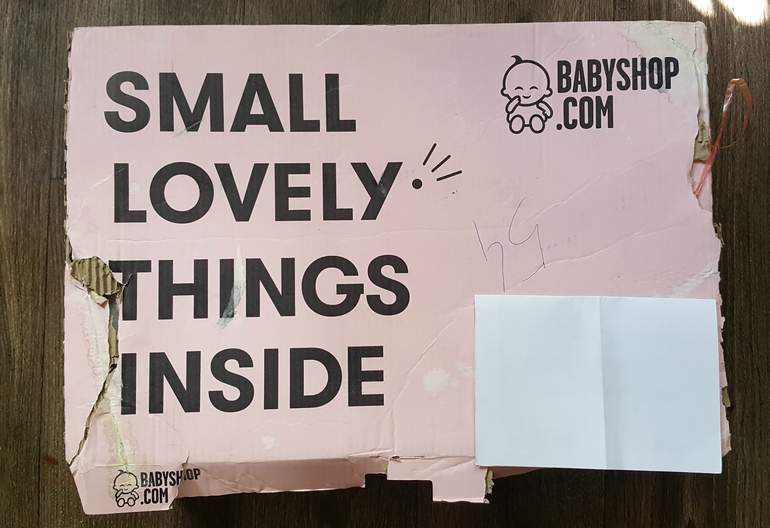 SMALL
LOVELY
THINGS
INSIDE
BABYSHOP
.COM
BABYSHOP
.COM